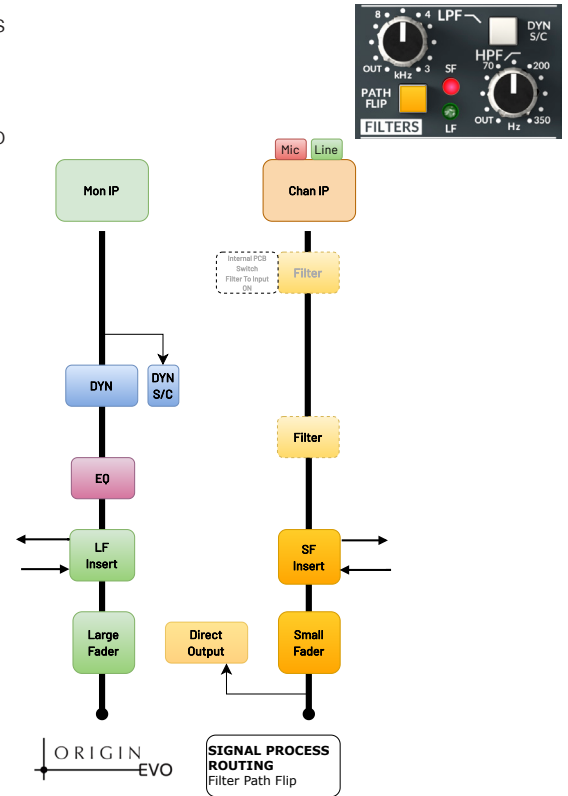 S
O
8
4
LPF
DYN
S/C
OUT
kHz
3
HPF
70
200
SF
PATH
FLIP
FILTERS
LF
OUT
Hz
350
Mic
Line
Mon IP
Chan IP
Internal PCB
Switch
Filter To Input
ON
Filter
DYN
DYN
S/C
Filter
EQ
LF
Insert
SF
Insert
Large
Fader
Direct
Output
Small
Fader
ORIGIN
EVO
SIGNAL PROCESS
ROUTING
Filter Path Flip